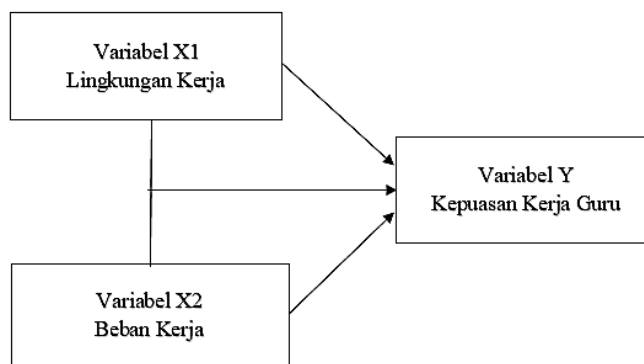 Variabel X1
Lingkungan Kerja
Variabel Y
Kepuasan Kerja Guru
Variabel X2
Beban Kerja